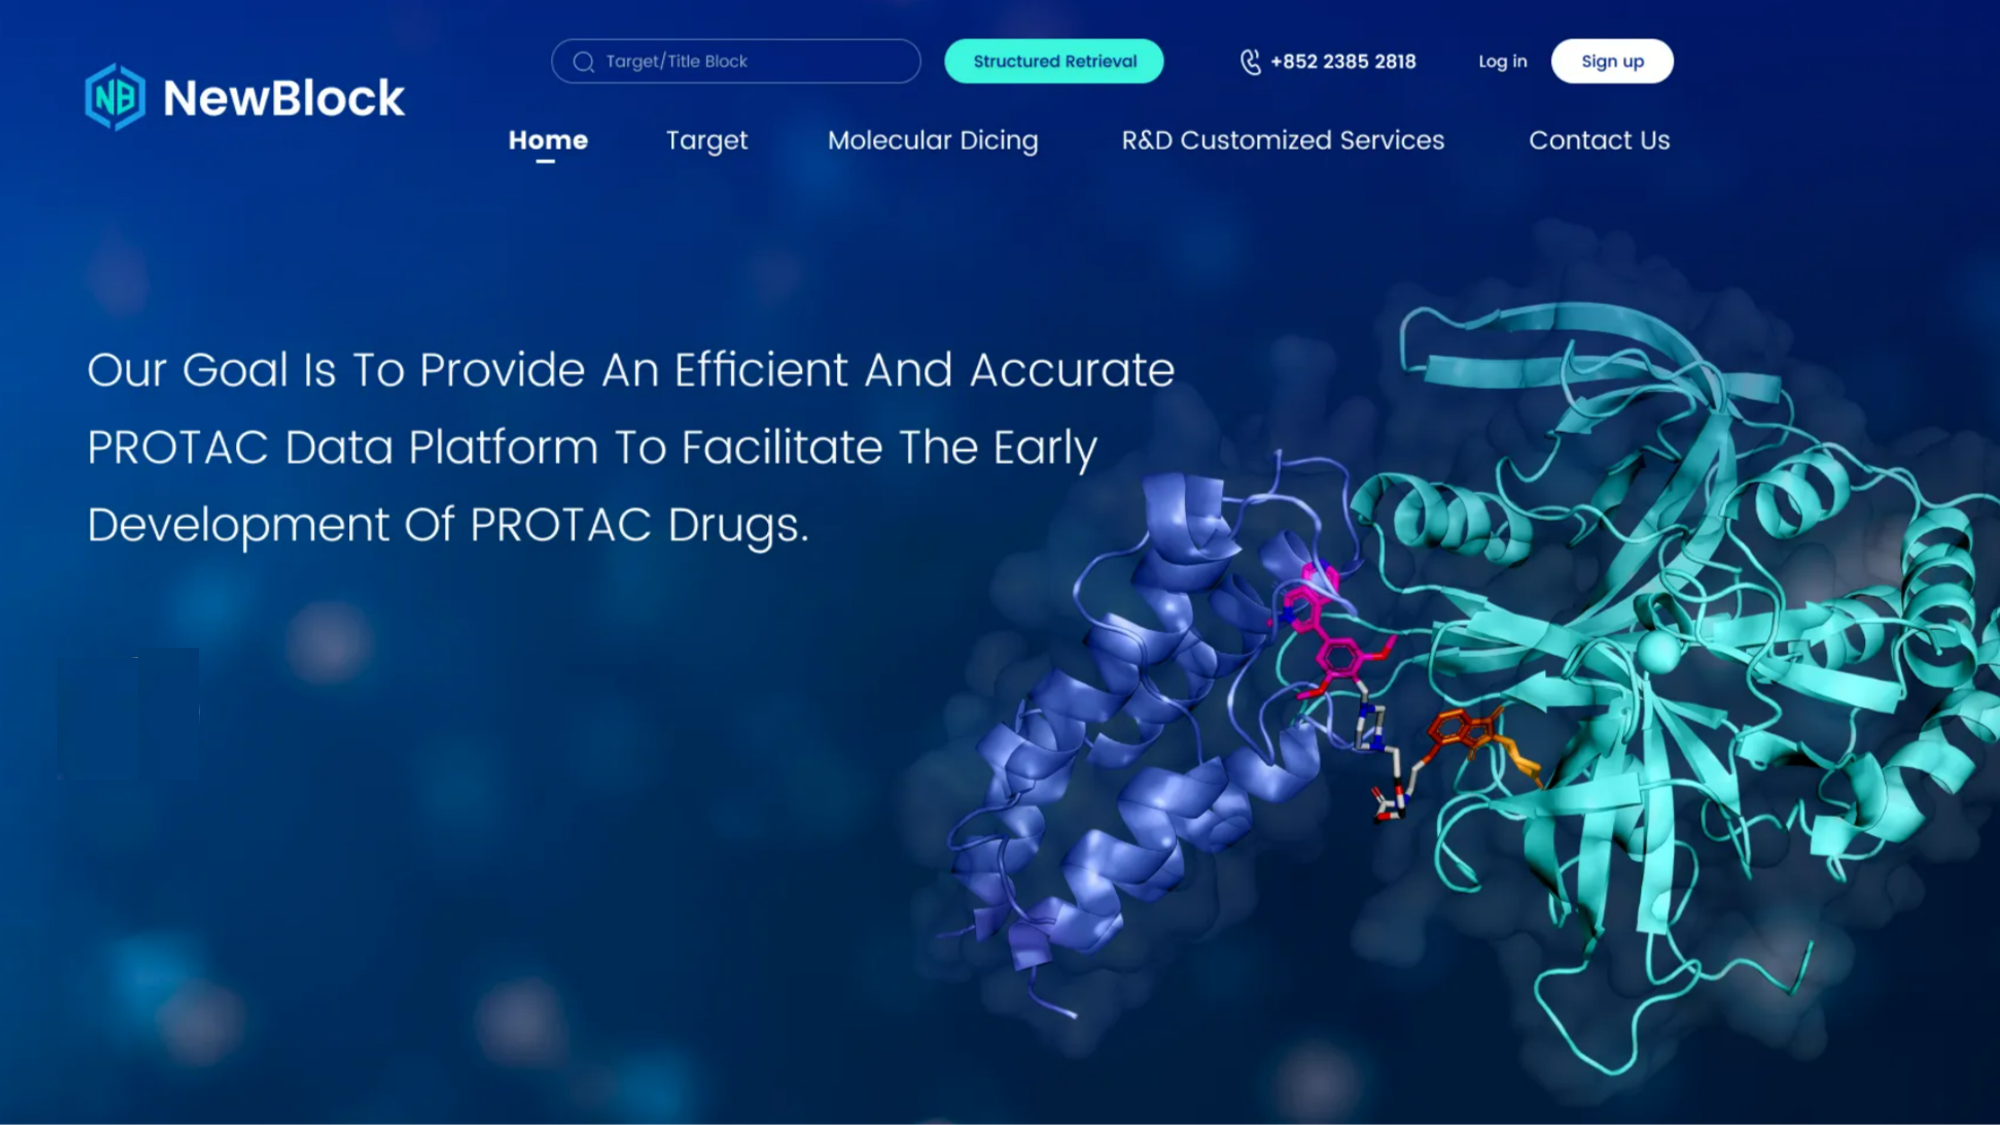 NB NewBlock
Target/Title Block
Structured Retrieval
+852 2385 2818
Log in
Sign up
Home
Target
Molecular Dicing
R&D Customized Services
Contact Us
Our Goal Is To Provide An Efficient And Accurate
PROTAC Data Platform To Facilitate The Early
Development Of PROTAC Drugs.